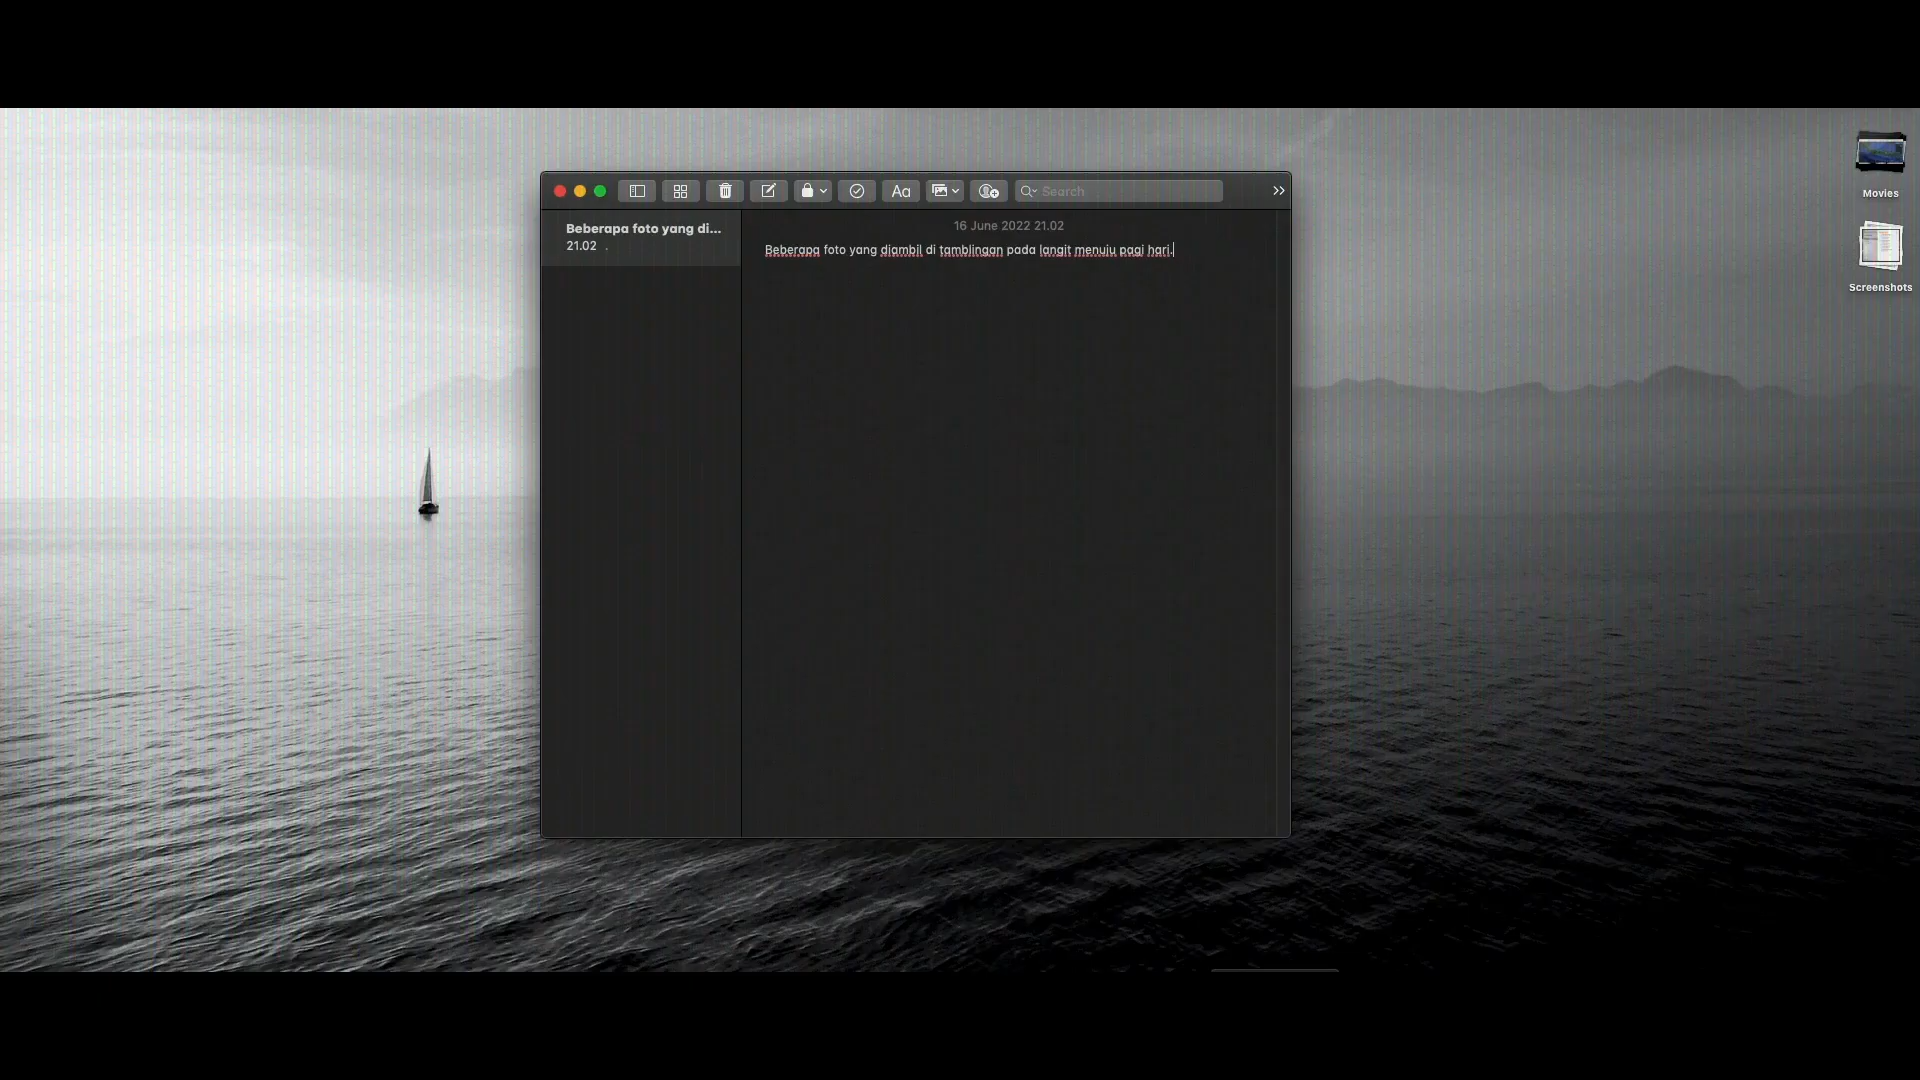 Search
Beberapa foto yang di...
21.02
16 June 2022 21.02
Beberapa foto yang diambil di tamblingan pada langit menuju pagi hari.
Aa
Movies
Screenshots